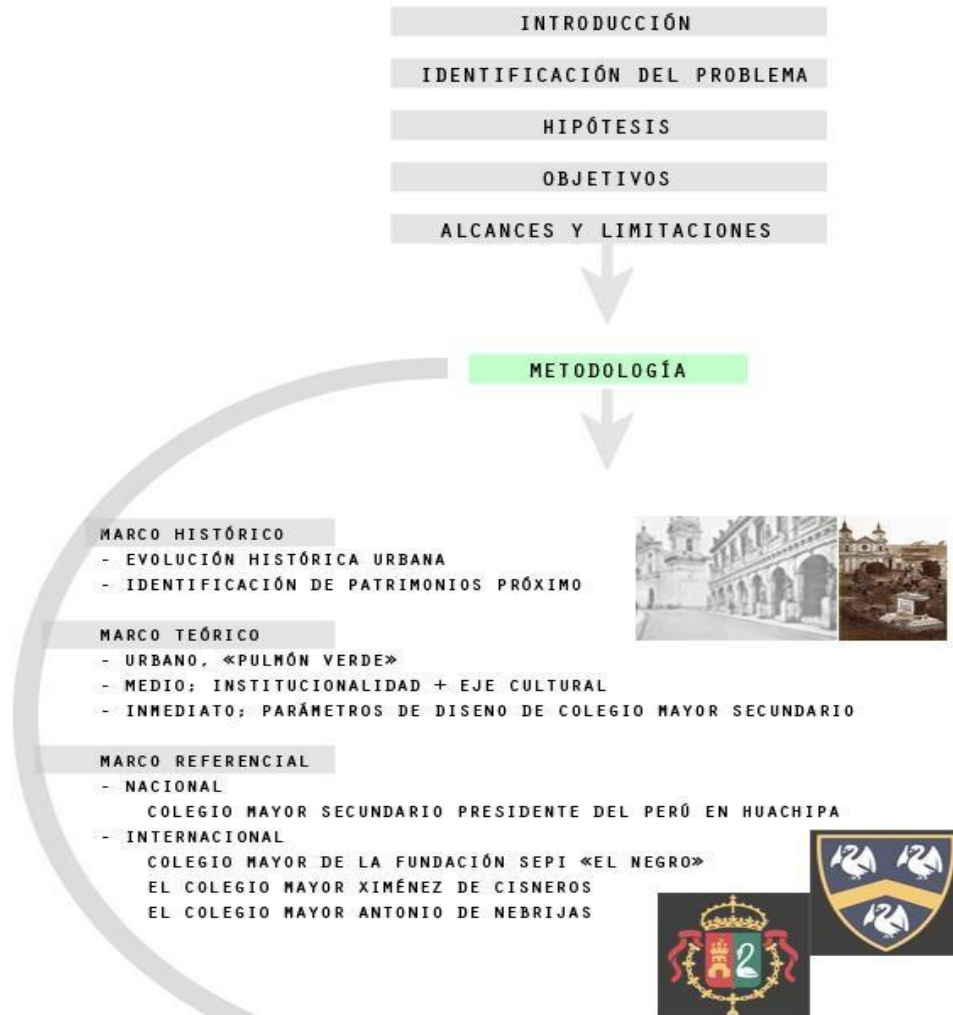 INTRODUCCIÓN
IDENTIFICACIÓN DEL PROBLEMA
HIPÓTESIS
OBJETIVOS
ALCANCES Y LIMITACIONES
METODOLOGÍA
MARCO HISTÓRICO
- EVOLUCIÓN HISTÓRICA URBANA
- IDENTIFICACIÓN DE PATRIMONIOS PRÓXIMO
MARCO TEÓRICO
- URBANO, «PULMÓN VERDE»
- MEDIO; INSTITUCIONALIDAD + EJE CULTURAL
- INMEDIATO; PARÁMETROS DE DISENO DE COLEGIO MAYOR SECUNDARIO
MARCO REFERENCIAL
- NACIONAL
COLEGIO MAYOR SECUNDARIO PRESIDENTE DEL PERÚ EN HUACHIPA
- INTERNACIONAL
COLEGIO MAYOR DE LA FUNDACIÓN SEPI «EL NEGRO»
EL COLEGIO MAYOR XIMÉNEZ DE CISNEROS
EL COLEGIO MAYOR ANTONIO DE NEBRIJAS